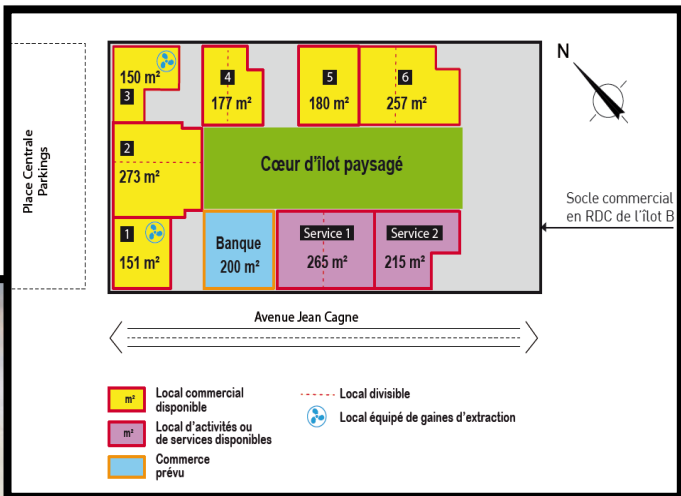 Place Centrale
Parkings
150 m²
3
4
177 m²
5
180 m²
6
257 m²
N
2
273 m²
Cœur d'îlot paysagé
Socle commercial
en RDC de l'îlot B
1
151 m²
Banque
200 m²
Service 1
265 m²
Service 2
215 m²
Avenue Jean Cagne
m²
Local commercial
disponible
Local divisible
Local équipé de gaines d'extraction
m²
Local d'activités ou
de services disponibles
Commerce
prévu